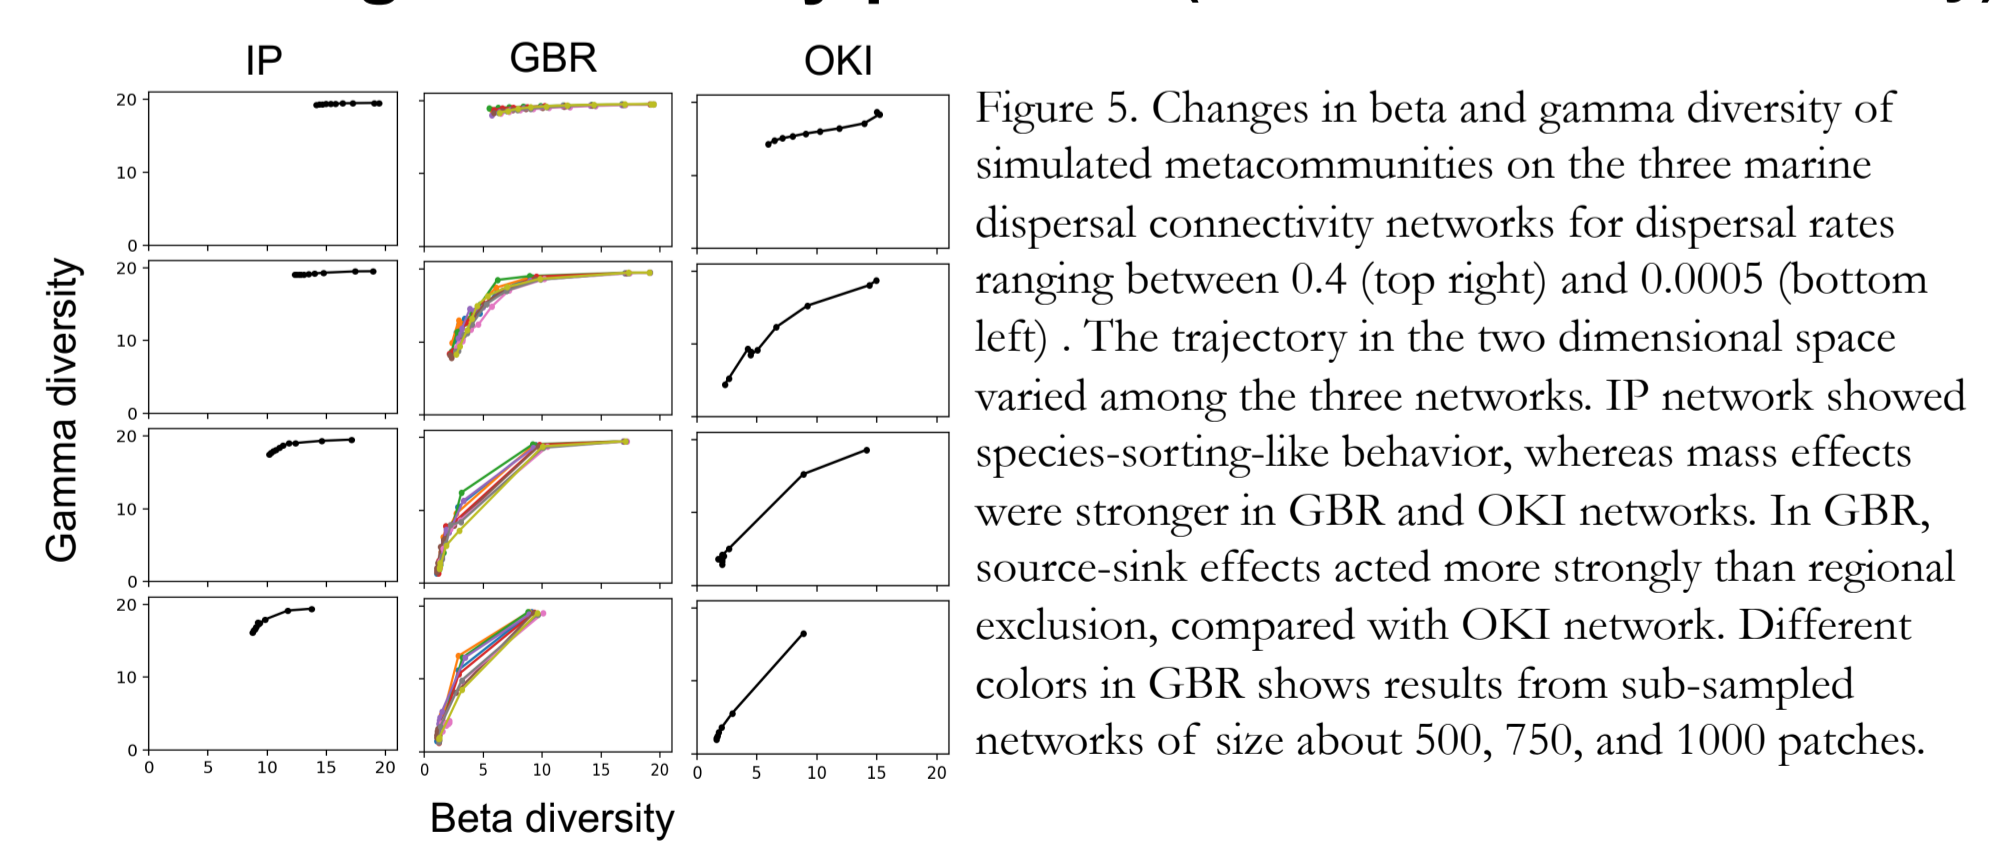 IP GBR OKI
20
10
0
20
10
0
20
10
0
20
10
0
0 5 10 15 20 0 5 10 15 20 0 5 10 15 20
Gamma diversity
Beta diversity
Figure 5. Changes in beta and gamma diversity of
simulated metacommunities on the three marine
dispersal connectivity networks for dispersal rates
ranging between 0.4 (top right) and 0.0005 (bottom
left) . The trajectory in the two dimensional space
varied among the three networks. IP network showed
species-sorting-like behavior, whereas mass effects
were stronger in GBR and OKI networks. In GBR,
source-sink effects acted more strongly than regional
exclusion, compared with OKI network. Different
colors in GBR shows results from sub-sampled
networks of size about 500, 750, and 1000 patches.